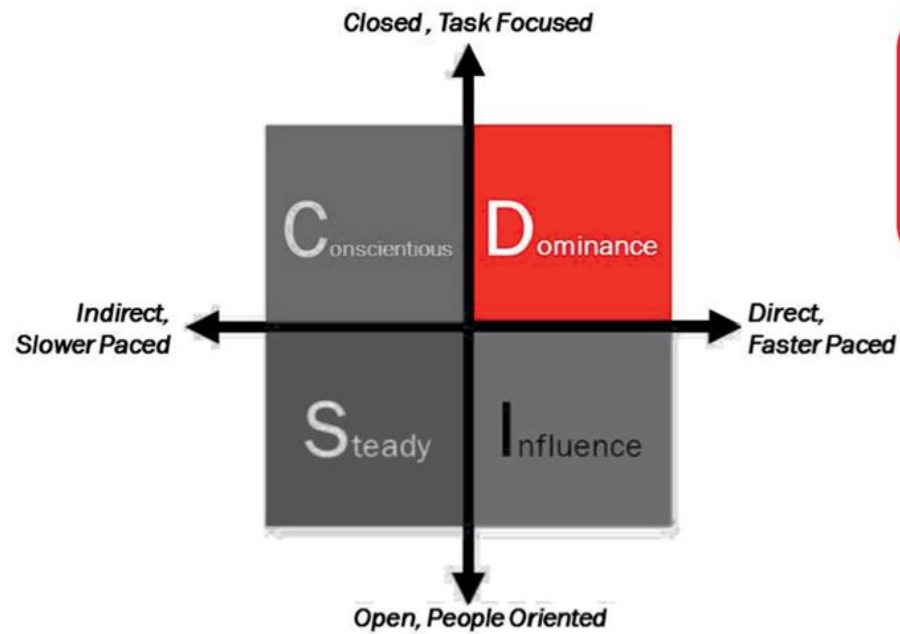 Closed , Task Focused
Conscientious
Dominance
Indirect,
Slower Paced
Direct,
Faster Paced
Steady
Influence
Open, People Oriented